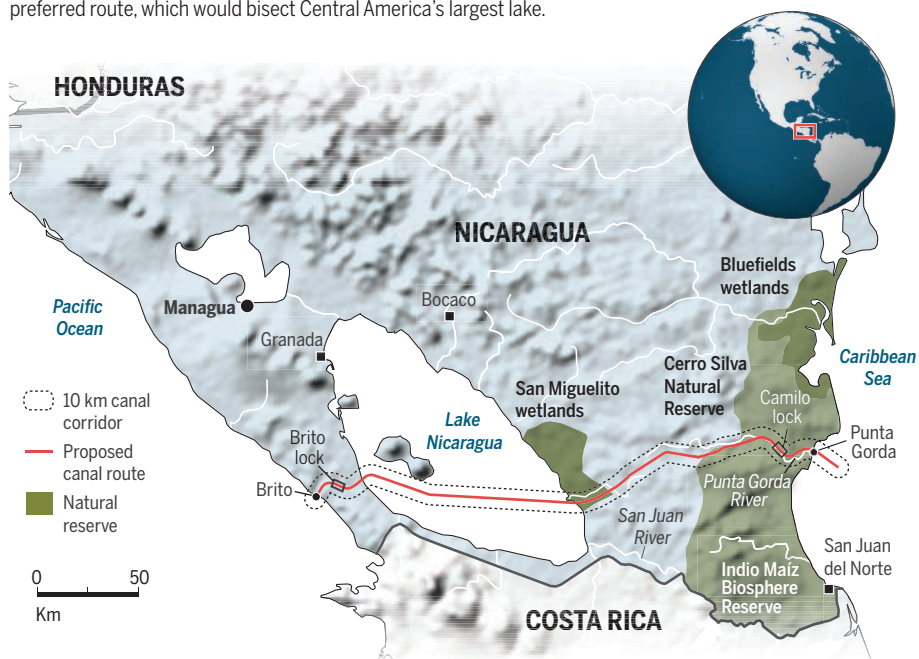 preferred route, which would bisect Central America's largest lake.
HONDURAS
NICARAGUA
Bluefields
wetlands
Pacific
Ocean
Managua
Bocaco
Granada
Caribbean
Sea
Cerro Silva
Natural
Reserve
San Miguelito
wetlands
Camilo
lock
10 km canal
corridor
Lake
Nicaragua
Proposed
canal route
Brito
lock
Punta
Gorda
Brito
Punta Gorda
River
Natural
reserve
San Juan
River
San Juan
del Norte
0 50
Km
Indio Maíz
Biosphere
Reserve
COSTA RICA